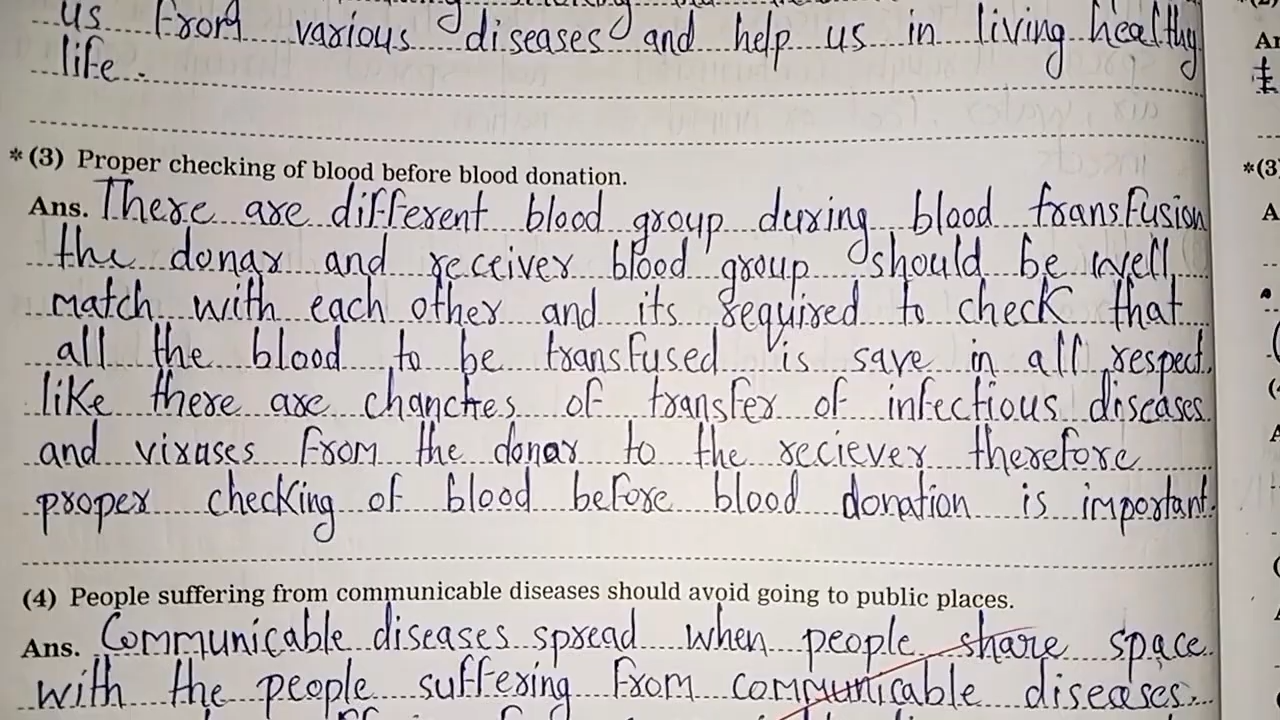 us from various diseases and help us in living healthy
life.
*(3) Proper checking of blood before blood donation.
Ans. There are different blood group during blood transfusion
the donar and receiver blood group should be well
match with each other and its required to check that
all the blood to be transfused is save in all respect.
like there are chanches of transfer of infectious diseases
and viruses from the donar to the reciever therefore
proper checking of blood before blood donation is important.
(4) People suffering from communicable diseases should avoid going to public places.
Ans. Communicable diseases spread when people share space
with the people suffering from communicable diseases.
*(3)